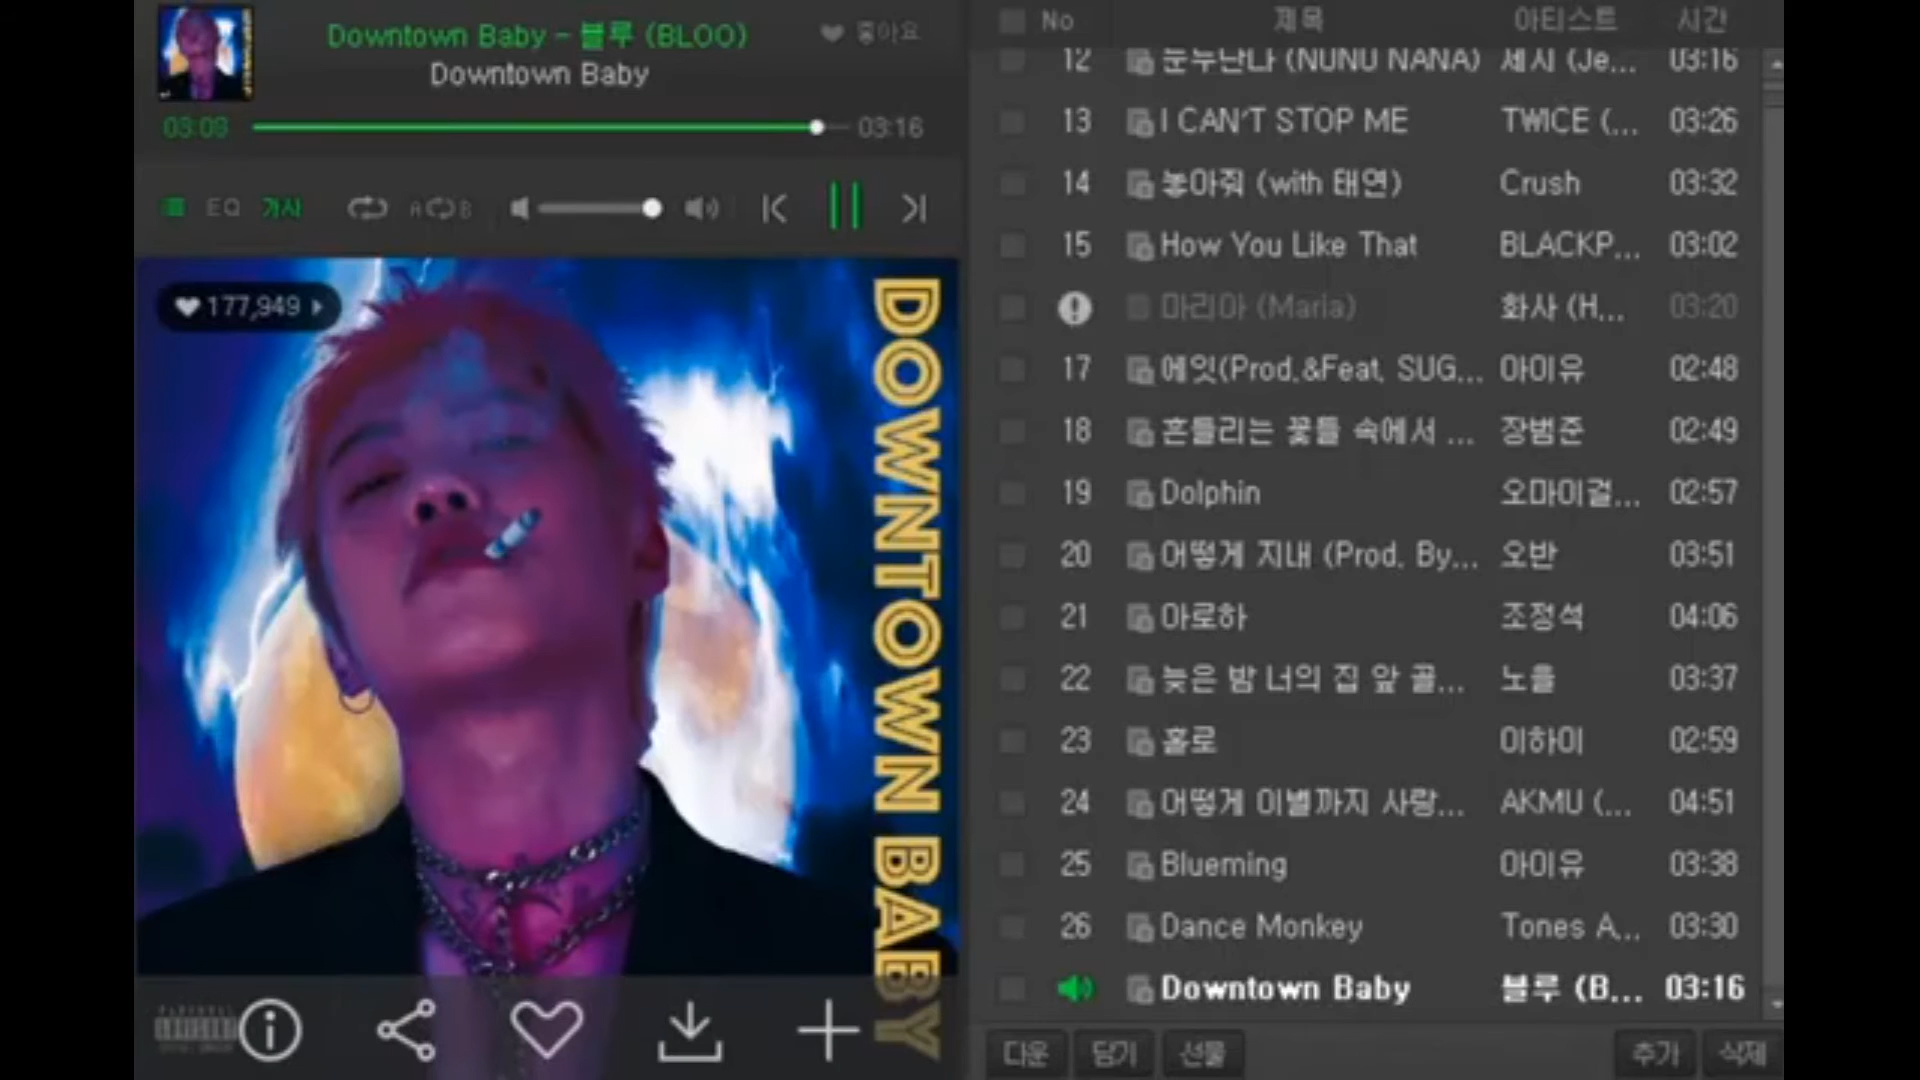 Downtown Baby - 블루 (BLOO)
♥ 좋아요
Downtown Baby
03:09 03:16
EQ 가사 A B
♥ 177,949
DOWNTOWN BABY
No 제목 아티스트 시간
12 눈누난나 (NUNU NANA) 제시 (Je... 03:16
13 I CAN'T STOP ME TWICE (... 03:26
14 놓아줘 (with 태연) Crush 03:32
15 How You Like That BLACKP... 03:02
마리아 (Maria) 화사 (H... 03:20
17 에잇(Prod.&Feat. SUG... 아이유 02:48
18 흔들리는 꽃들 속에서 ... 장범준 02:49
19 Dolphin 오마이걸... 02:57
20 어떻게 지내 (Prod. By... 오반 03:51
21 아로하 조정석 04:06
22 늦은 밤 너의 집 앞 골... 노을 03:37
23 홀로 이하이 02:59
24 어떻게 이별까지 사랑... AKMU (... 04:51
25 Blueming 아이유 03:38
26 Dance Monkey Tones A... 03:30
Downtown Baby 블루 (B... 03:16
다운 담기 선물 추가 삭제